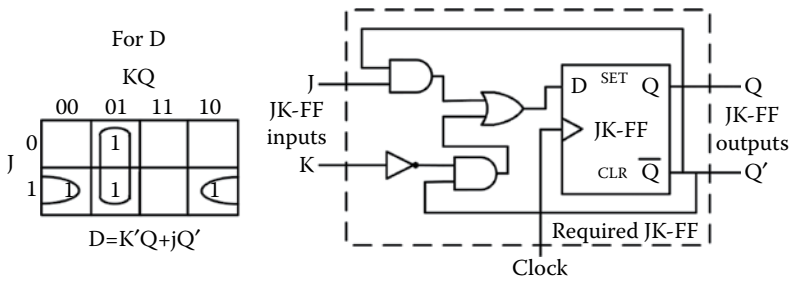 For D
KQ
00 01 11 10
J
0 1
1 1 1 1
D=K′Q+jQ′
J
JK-FF
inputs
K
D SET Q
JK-FF
CLR Q̅
Q
JK-FF
outputs
Q′
Required JK-FF
Clock